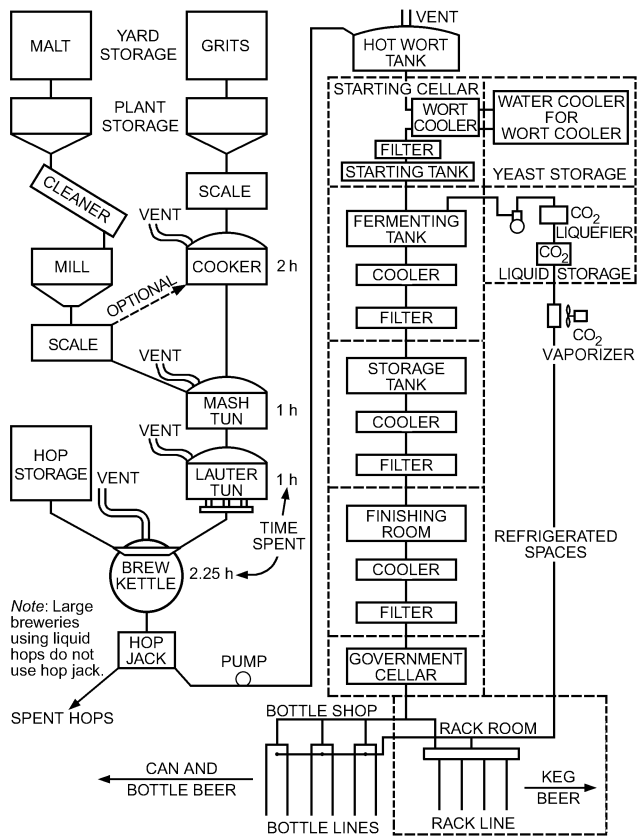 MALT
YARD
STORAGE
GRITS
PLANT
STORAGE
CLEANER
SCALE
VENT
MILL
COOKER
2 h
OPTIONAL
SCALE
VENT
MASH
TUN
1 h
HOP
STORAGE
VENT
VENT
LAUTER
TUN
1 h
TIME
SPENT
BREW
KETTLE
2.25 h
Note: Large
breweries
using liquid
hops do not
use hop jack.
HOP
JACK
PUMP
SPENT HOPS
VENT
HOT WORT
TANK
STARTING CELLAR
WORT
COOLER
WATER COOLER
FOR
WORT COOLER
FILTER
STARTING TANK
YEAST STORAGE
FERMENTING
TANK
CO2
LIQUEFIER
CO2
LIQUID STORAGE
COOLER
FILTER
CO2
VAPORIZER
STORAGE
TANK
COOLER
FILTER
FINISHING
ROOM
REFRIGERATED
SPACES
COOLER
FILTER
GOVERNMENT
CELLAR
BOTTLE SHOP
RACK ROOM
CAN AND
BOTTLE BEER
KEG
BEER
BOTTLE LINES
RACK LINE